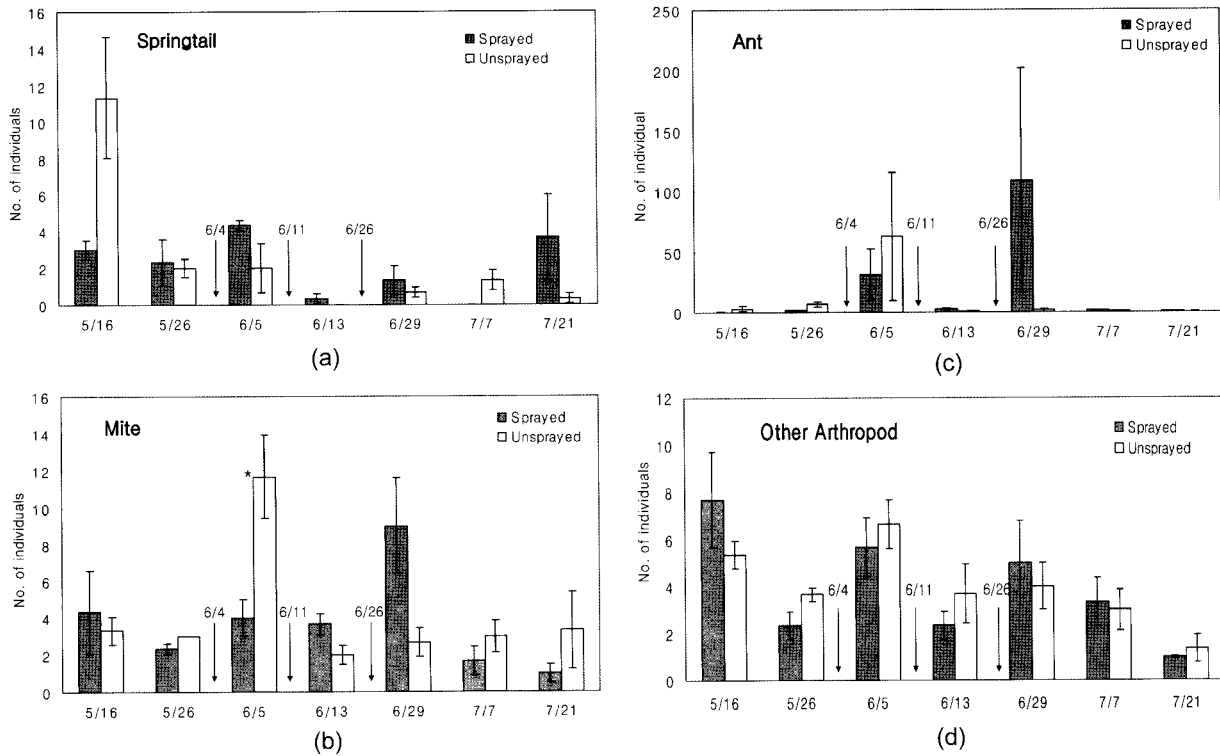 16
14
12
10
8
6
4
2
0
No. of individuals
Springtail
Sprayed
Unsprayed
6/4
6/11
6/26
5/16 5/26 6/5 6/13 6/29 7/7 7/21
(a)
250
200
150
100
50
0
No. of individuals
Ant
Sprayed
Unsprayed
6/4
6/11
6/26
5/16 5/26 6/5 6/13 6/29 7/7 7/21
(c)
16
14
12
10
8
6
4
2
0
No. of individuals
Mite
Sprayed
Unsprayed
*
6/4
6/11
6/26
5/16 5/26 6/5 6/13 6/29 7/7 7/21
(b)
12
10
8
6
4
2
0
No. of individuals
Other Arthropod
Sprayed
Unsprayed
6/4
6/11
6/26
5/16 5/26 6/5 6/13 6/29 7/7 7/21
(d)